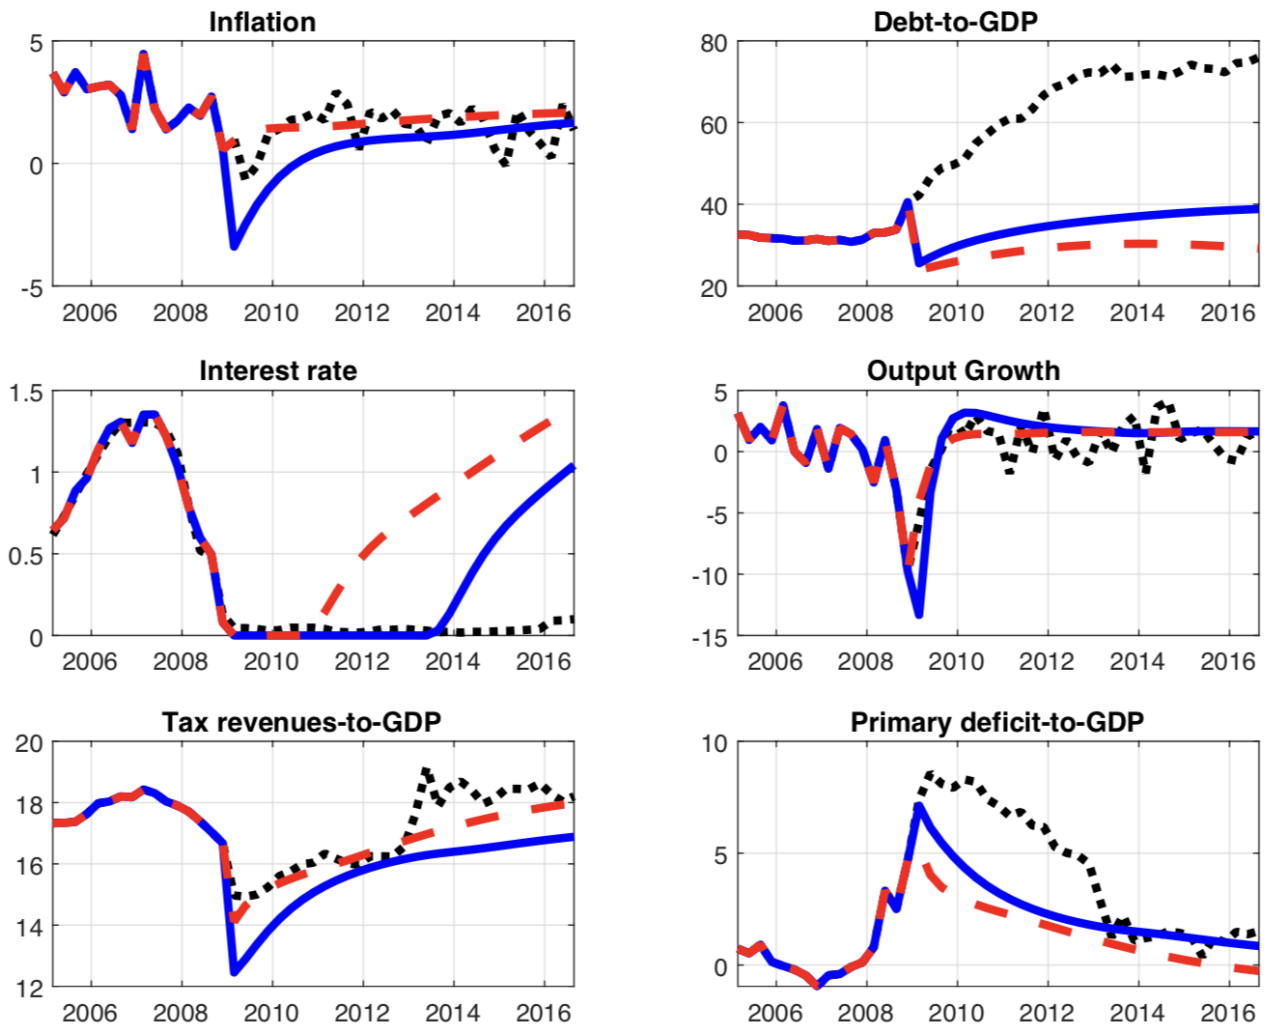 Inflation
5
0
-5
2006 2008 2010 2012 2014 2016
Debt-to-GDP
80
60
40
20
2006 2008 2010 2012 2014 2016
Interest rate
1.5
1
0.5
0
2006 2008 2010 2012 2014 2016
Output Growth
5
0
-5
-10
-15
2006 2008 2010 2012 2014 2016
Tax revenues-to-GDP
20
18
16
14
12
2006 2008 2010 2012 2014 2016
Primary deficit-to-GDP
10
5
0
2006 2008 2010 2012 2014 2016